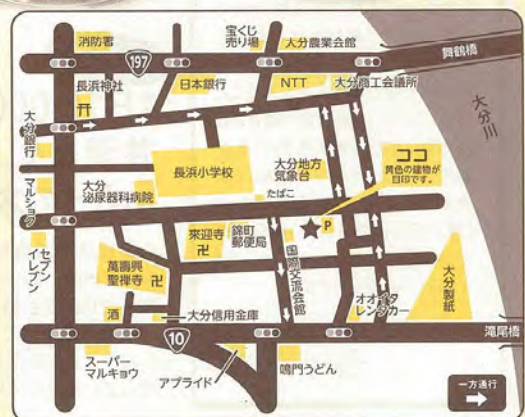 消防署
197
宝くじ
売り場
大分農業会館
舞鶴橋
長浜神社
日本銀行
NTT
大分商工会議所
大分川
大分銀行
マルショク
大分
泌尿器科病院
長浜小学校
大分地方
気象台
たばこ
ココ
黄色の建物が
目印です。
P
セブン
イレブン
萬壽興
聖禅寺
來迎寺
錦町
郵便局
国際交流会館
オオイタ
レンタカー
大分製紙
酒
大分信用金庫
10
滝尾橋
スーパー
マルキョウ
アプライド
鳴門うどん
一方通行